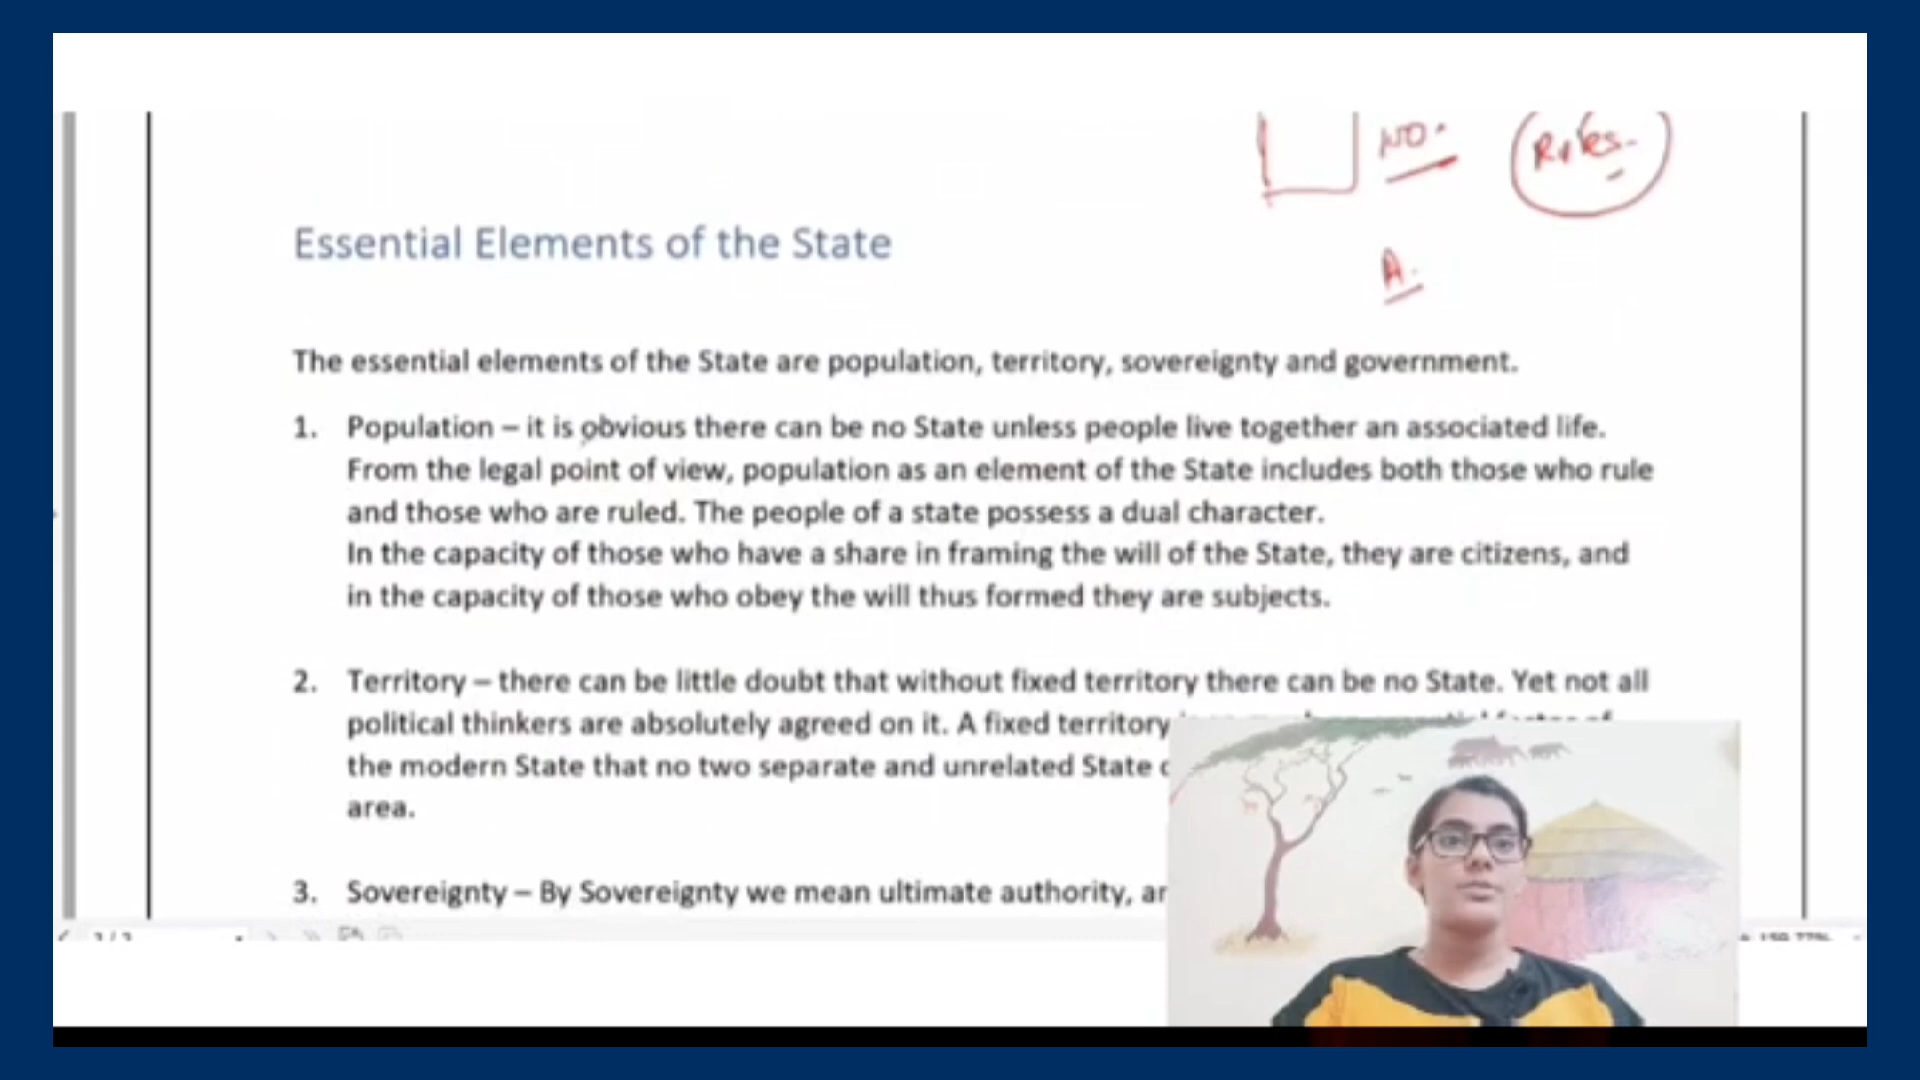 NO.
Rules.
Essential Elements of the State
A.
The essential elements of the State are population, territory, sovereignty and government.
1. Population – it is obvious there can be no State unless people live together an associated life.
From the legal point of view, population as an element of the State includes both those who rule
and those who are ruled. The people of a state possess a dual character.
In the capacity of those who have a share in framing the will of the State, they are citizens, and
in the capacity of those who obey the will thus formed they are subjects.
2. Territory – there can be little doubt that without fixed territory there can be no State. Yet not all
political thinkers are absolutely agreed on it. A fixed territory
the modern State that no two separate and unrelated State
area.
3. Sovereignty – By Sovereignty we mean ultimate authority,